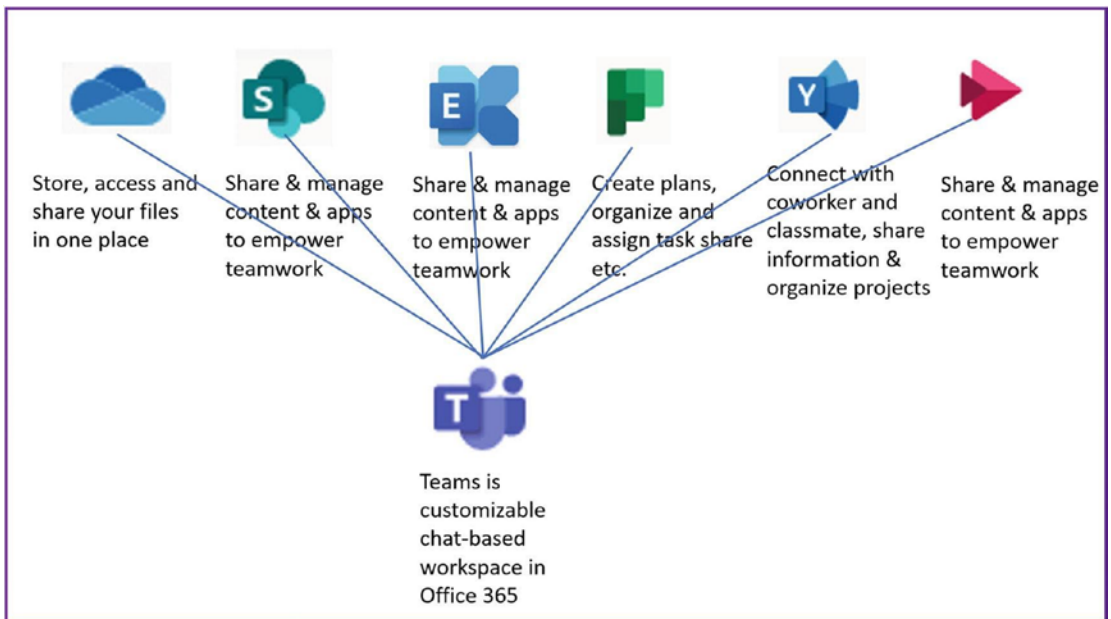 S
E
Y
Store, access and
share your files
in one place
Share & manage
content & apps
to empower
teamwork
Share & manage
content & apps
to empower
teamwork
Create plans,
organize and
assign task share
etc.
Connect with
coworker and
classmate, share
information &
organize projects
Share & manage
content & apps
to empower
teamwork
T
Teams is
customizable
chat-based
workspace in
Office 365